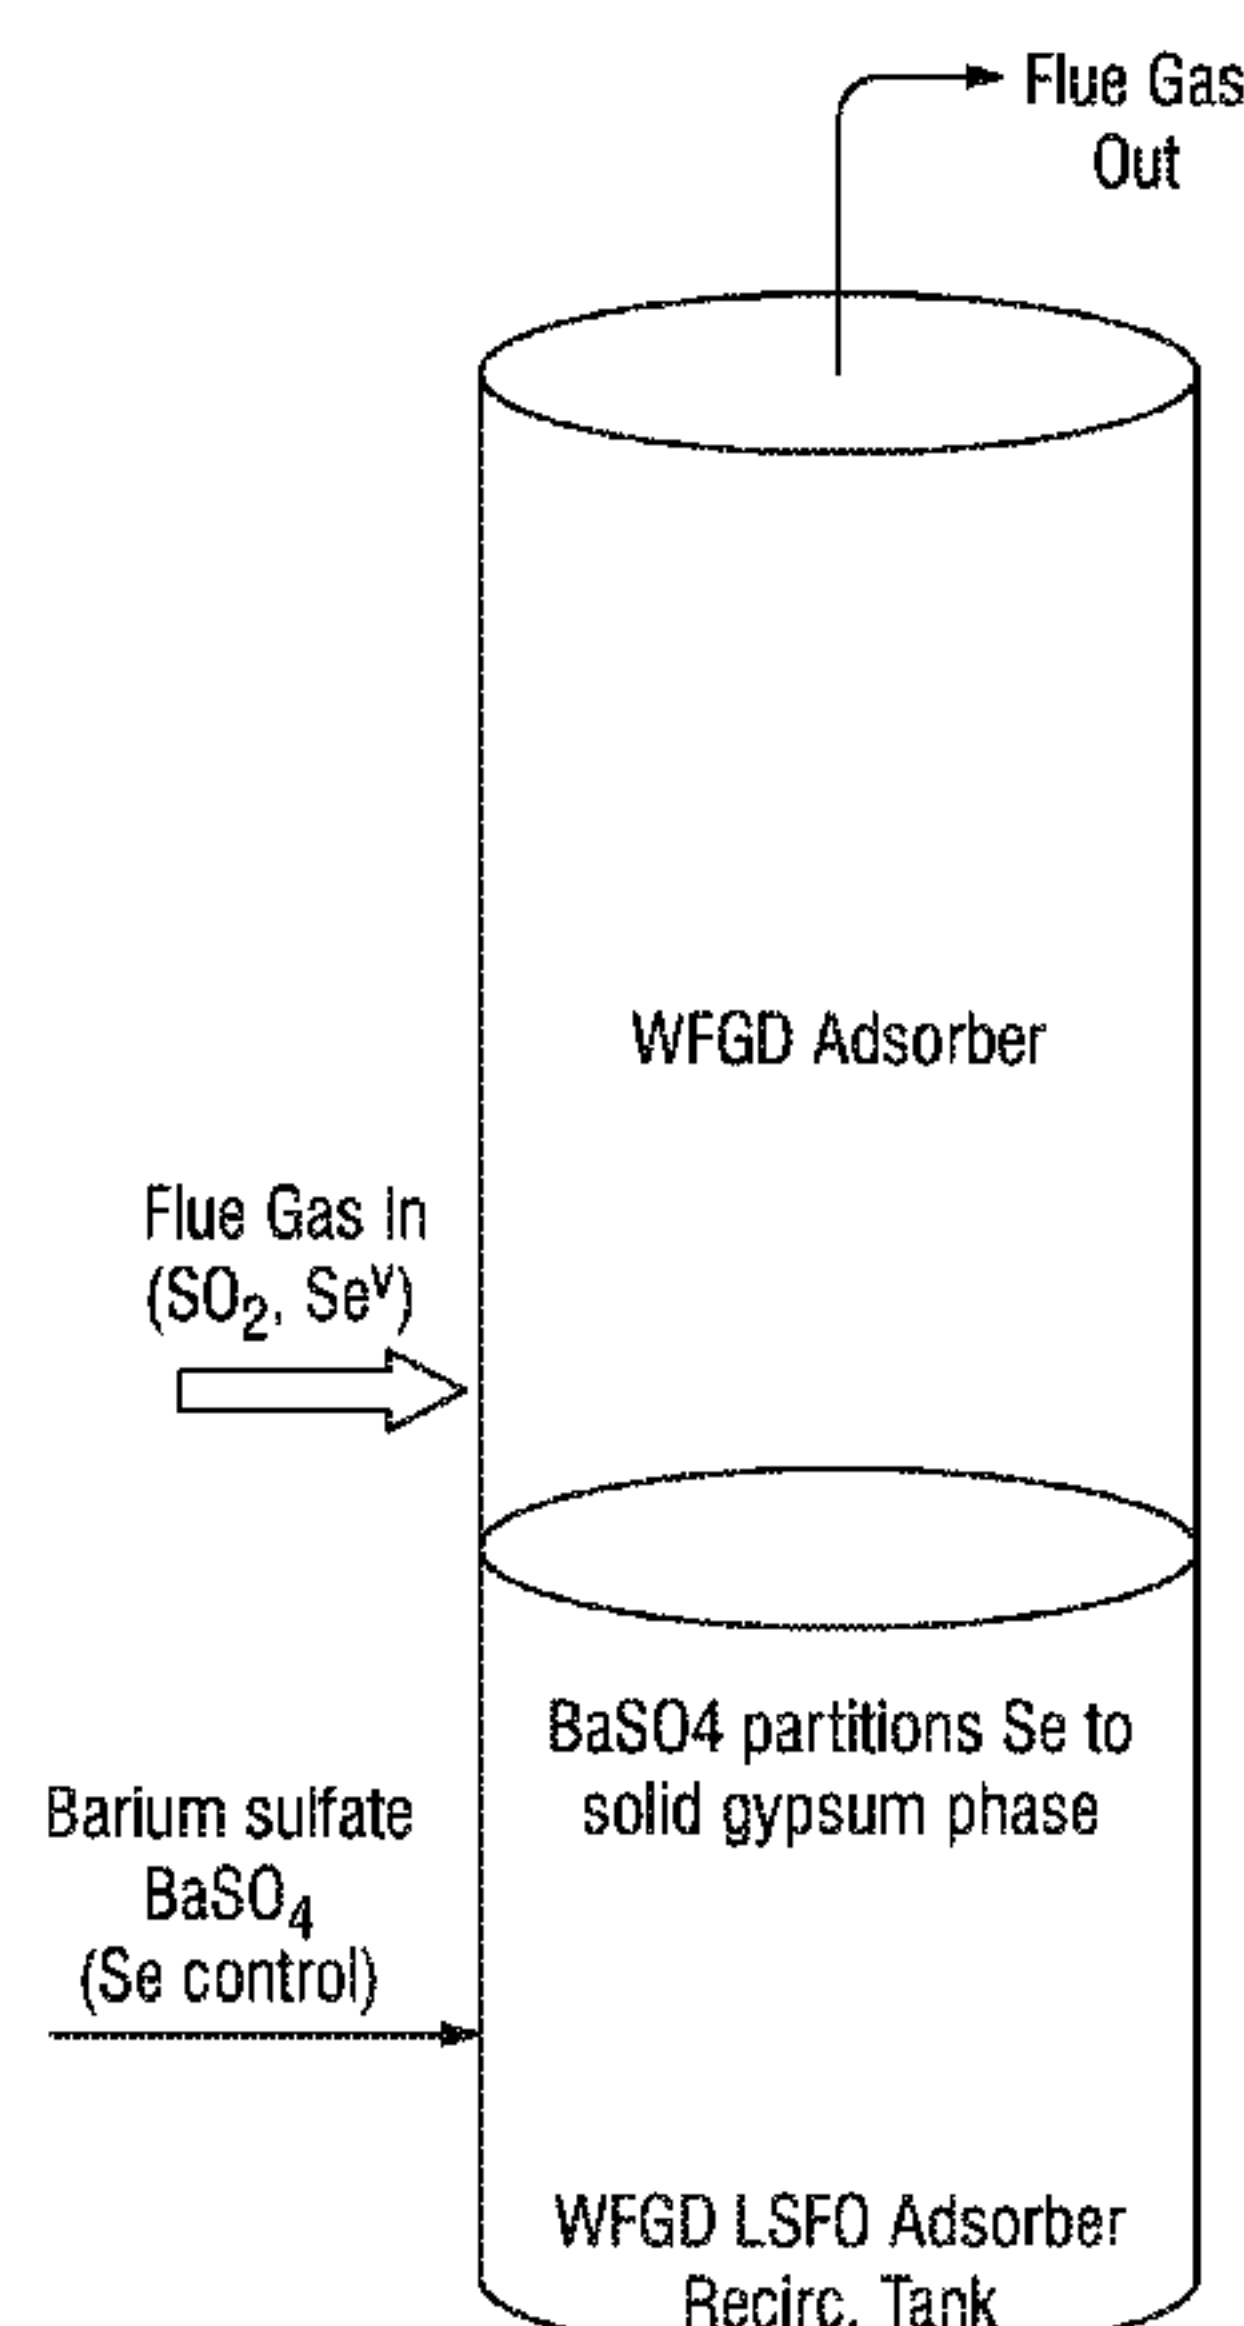 Flue Gas
Out
WFGD Adsorber
Flue Gas In
(SO₂, Seᵛ)
BaSO4 partitions Se to
solid gypsum phase
Barium sulfate
BaSO₄
(Se control)
WFGD LSFO Adsorber
Recirc. Tank